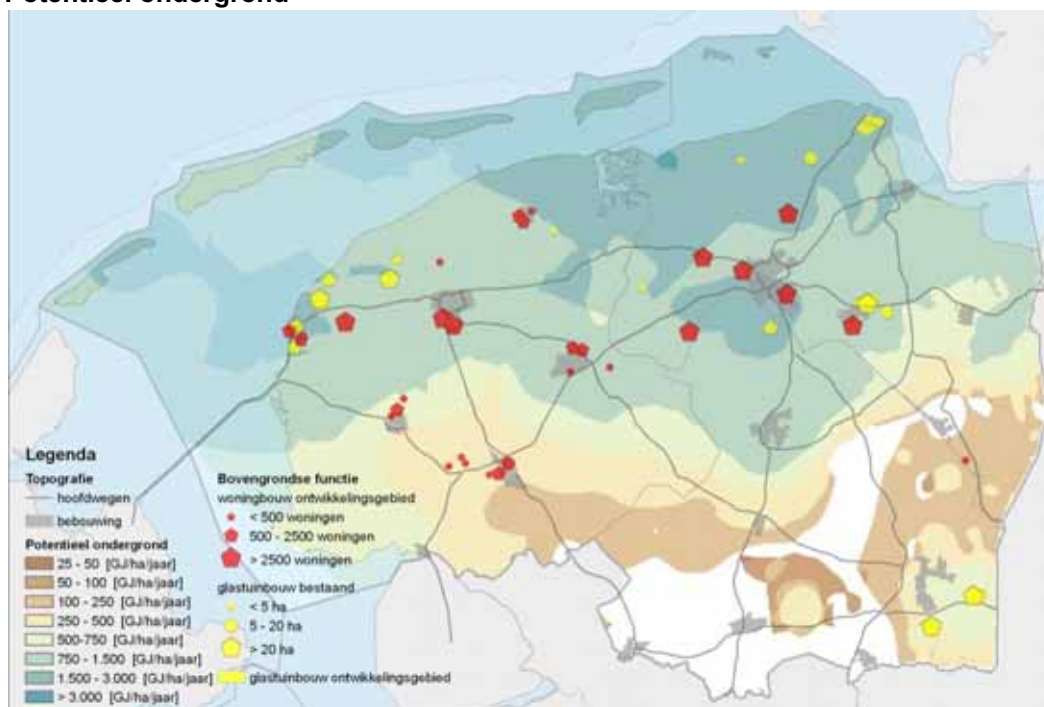 Potentieel ondergrond
Legenda
Topografie
hoofdwegen
bebouwing
Potentieel ondergrond
25 - 50 [GJ/ha/jaar]
50 - 100 [GJ/ha/jaar]
100 - 250 [GJ/ha/jaar]
250 - 500 [GJ/ha/jaar]
500-750 [GJ/ha/jaar]
750 - 1.500 [GJ/ha/jaar]
1.500 - 3.000 [GJ/ha/jaar]
> 3.000 [GJ/ha/jaar]
Bovengrondse functie
woningbouw ontwikkelingsgebied
< 500 woningen
500 - 2500 woningen
> 2500 woningen
glastuinbouw bestaand
< 5 ha
5 - 20 ha
> 20 ha
glastuinbouw ontwikkelingsgebied